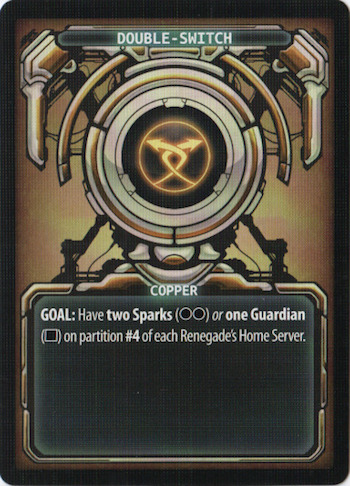 DOUBLE-SWITCH
COPPER
GOAL: Have two Sparks (○○) or one Guardian
(□) on partition #4 of each Renegade's Home Server.